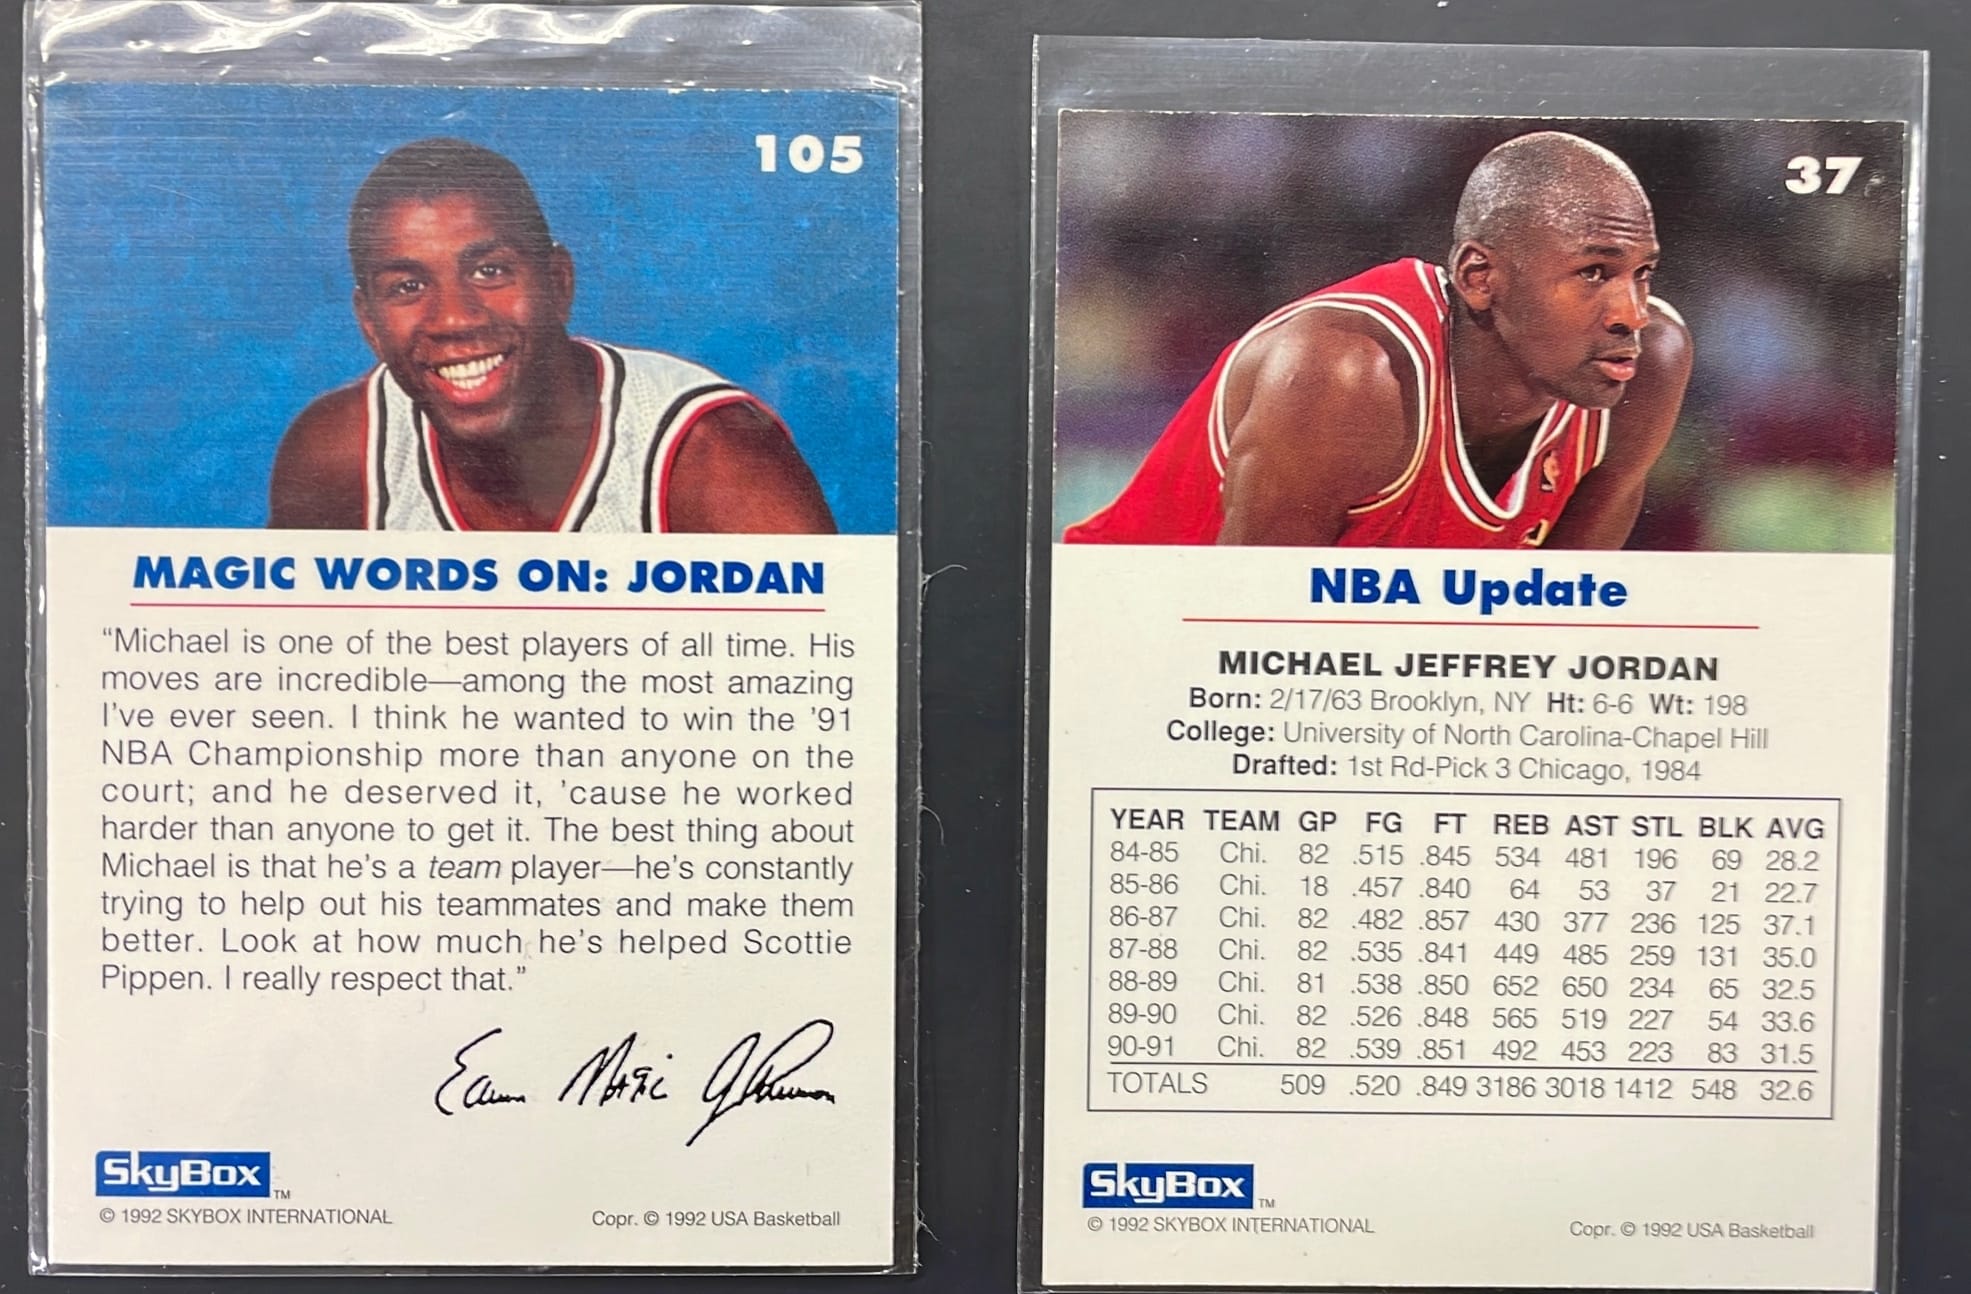 105
MAGIC WORDS ON: JORDAN
“Michael is one of the best players of all time. His
moves are incredible—among the most amazing
I've ever seen. I think he wanted to win the '91
NBA Championship more than anyone on the
court; and he deserved it, 'cause he worked
harder than anyone to get it. The best thing about
Michael is that he's a team player—he's constantly
trying to help out his teammates and make them
better. Look at how much he's helped Scottie
Pippen. I really respect that.”
Earvin Magic Johnson
SkyBox TM
© 1992 SKYBOX INTERNATIONAL
Copr. © 1992 USA Basketball
37
NBA Update
MICHAEL JEFFREY JORDAN
Born: 2/17/63 Brooklyn, NY Ht: 6-6 Wt: 198
College: University of North Carolina-Chapel Hill
Drafted: 1st Rd-Pick 3 Chicago, 1984
YEAR TEAM GP FG FT REB AST STL BLK AVG
84-85 Chi. 82 .515 .845 534 481 196 69 28.2
85-86 Chi. 18 .457 .840 64 53 37 21 22.7
86-87 Chi. 82 .482 .857 430 377 236 125 37.1
87-88 Chi. 82 .535 .841 449 485 259 131 35.0
88-89 Chi. 81 .538 .850 652 650 234 65 32.5
89-90 Chi. 82 .526 .848 565 519 227 54 33.6
90-91 Chi. 82 .539 .851 492 453 223 83 31.5
TOTALS 509 .520 .849 3186 3018 1412 548 32.6
SkyBox TM
© 1992 SKYBOX INTERNATIONAL
Copr. © 1992 USA Basketball